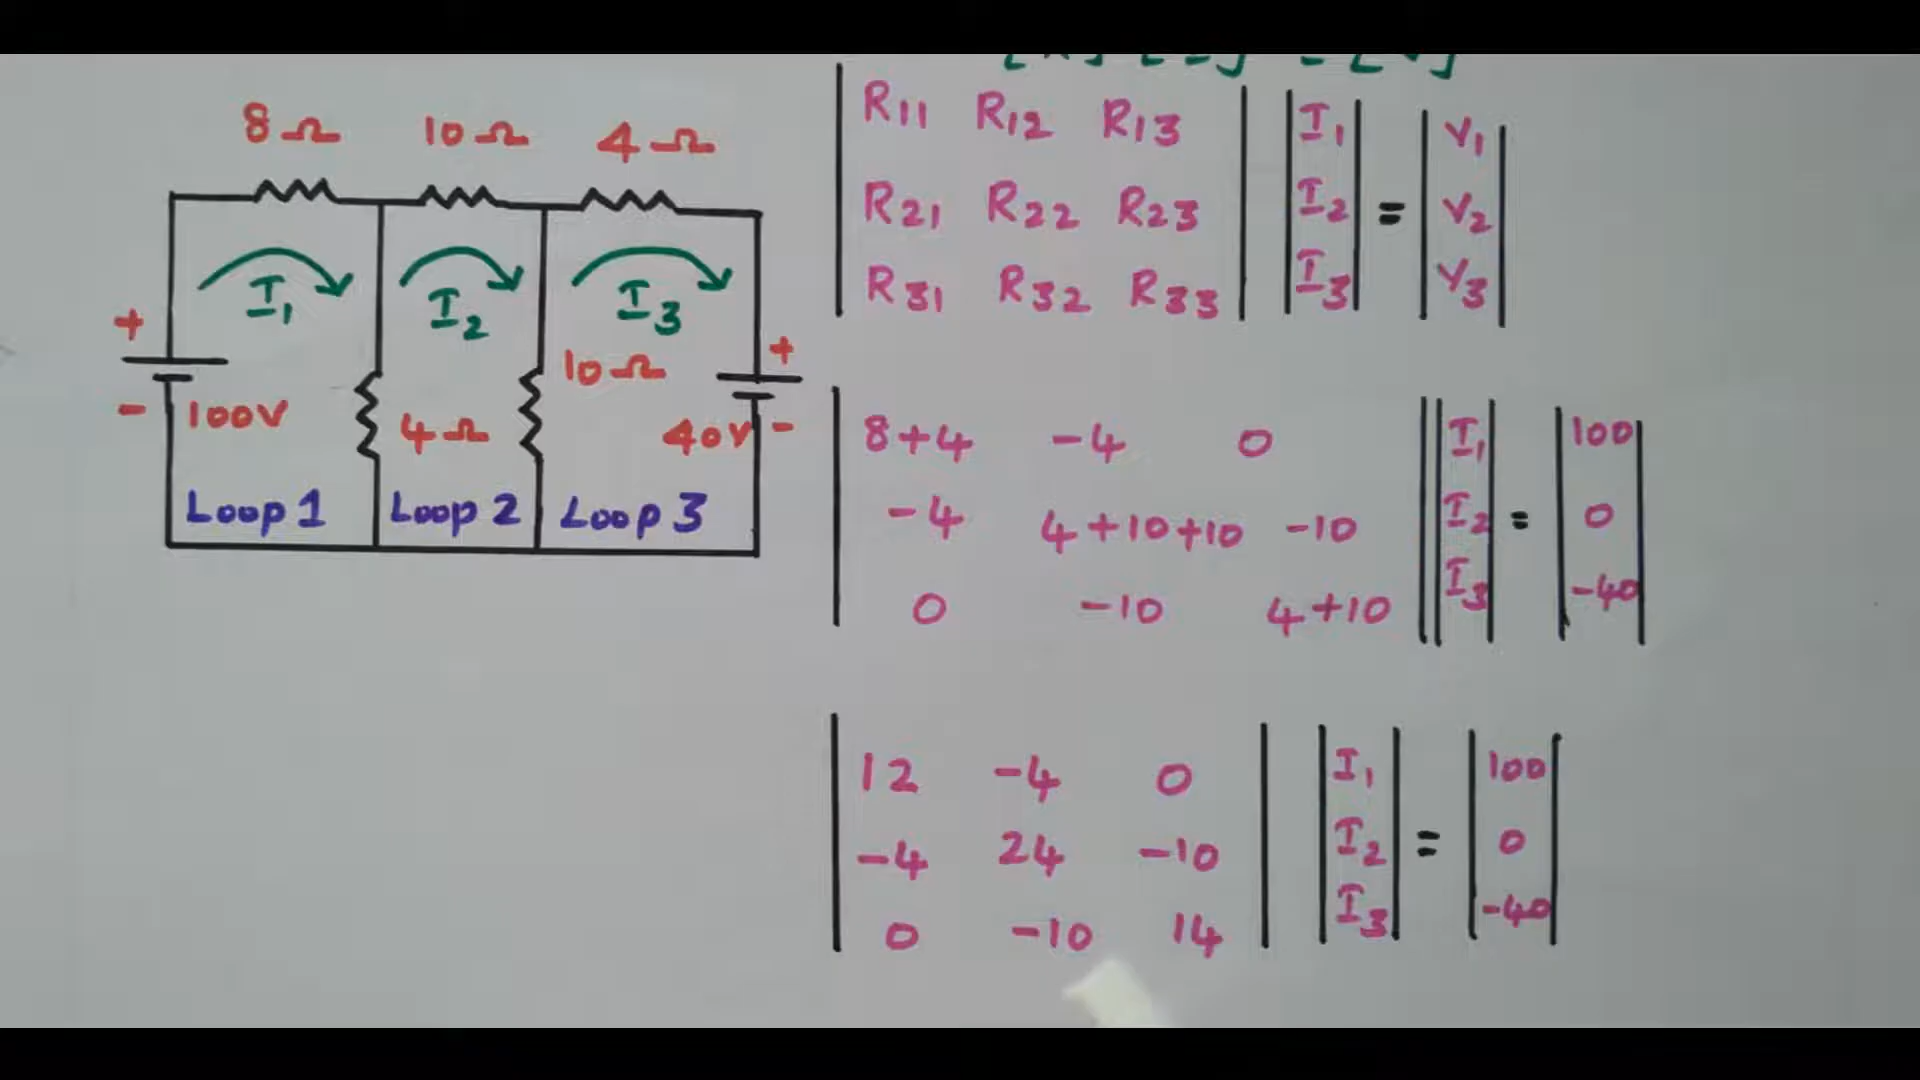 [R] [I] = [V]
8Ω 10Ω 4Ω
I₁ I₂ I₃
+ - 100V
4Ω
10Ω
40V + -
Loop 1 Loop 2 Loop 3
R11 R12 R13 I₁ V₁
R21 R22 R23 I₂ = V₂
R31 R32 R33 I₃ V₃
8+4 -4 0 I₁ 100
-4 4+10+10 -10 I₂ = 0
0 -10 4+10 I₃ -40
12 -4 0 I₁ 100
-4 24 -10 I₂ = 0
0 -10 14 I₃ -40